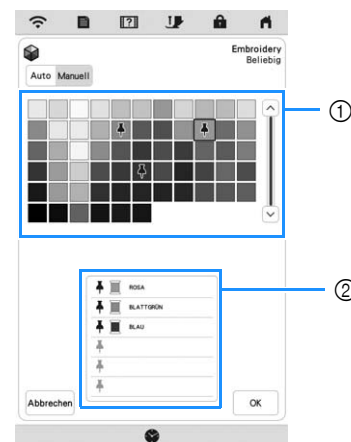 Embroidery
Beliebig
Auto Manuell
①
ROSA
BLATTGRÜN
BLAU
②
Abbrechen
OK